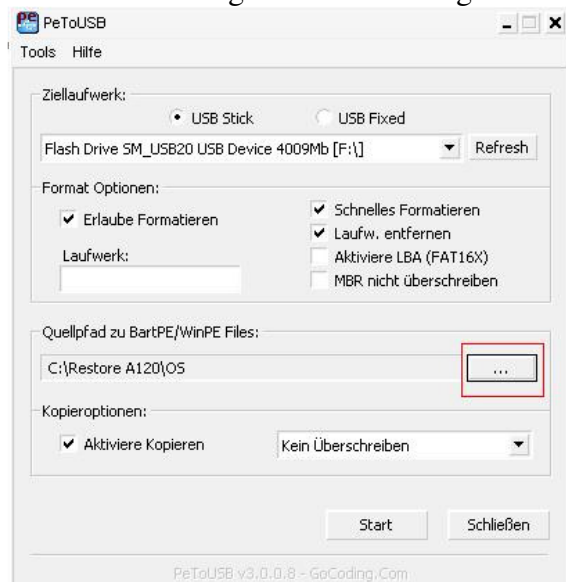 PeToUSB
Tools Hilfe
Ziellaufwerk:
USB Stick USB Fixed
Flash Drive SM_USB20 USB Device 4009Mb [F:\] Refresh
Format Optionen:
Erlaube Formatieren
Schnelles Formatieren
Laufw. entfernen
Laufwerk:
Aktiviere LBA (FAT16X)
MBR nicht überschreiben
Quellpfad zu BartPE/WinPE Files:
C:\Restore A120\OS ...
Kopieroptionen:
Aktiviere Kopieren Kein Überschreiben
Start Schließen
PeToUSB v3.0.0.8 - GoCoding.Com